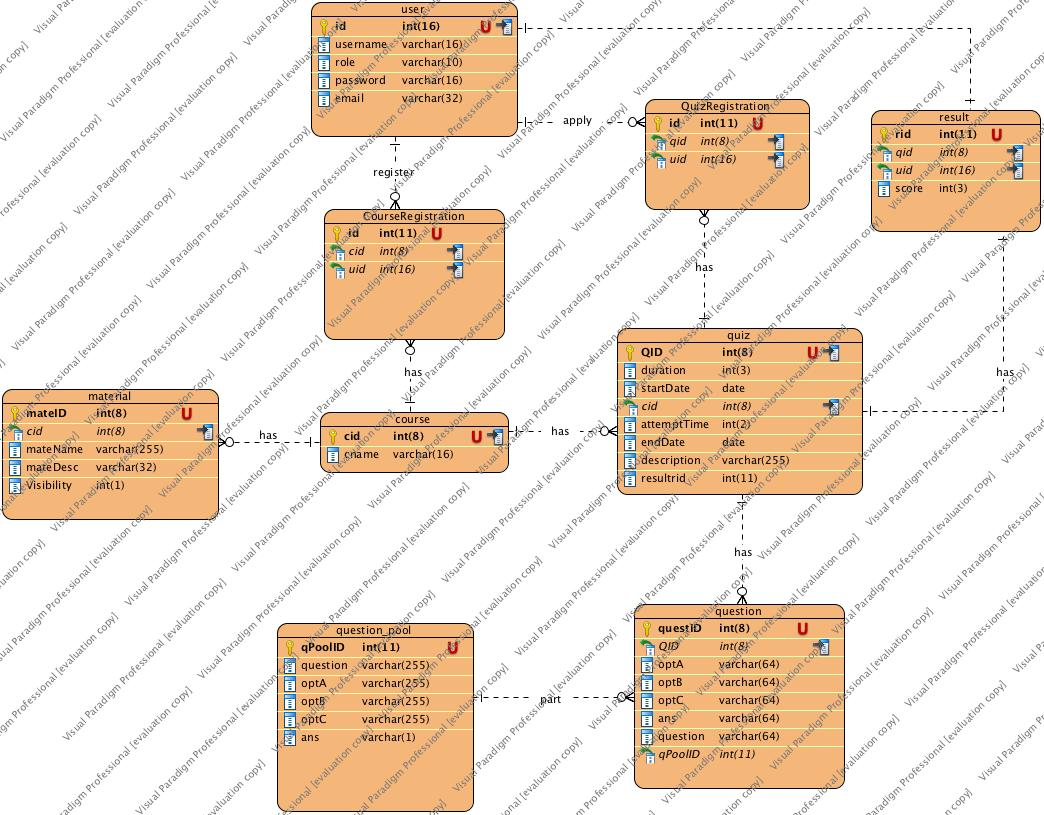 user
id int(16) U
username varchar(16)
role varchar(10)
password varchar(16)
email varchar(32)
apply
register
QuizRegistration
id int(11) U
qid int(8)
uid int(16)
result
rid int(11) U
qid int(8)
uid int(16)
score int(3)
CourseRegistration
id int(11) U
cid int(8)
uid int(16)
has
has
has
quiz
QID int(8) U
duration int(3)
startDate date
cid int(8)
attemptTime int(2)
endDate date
description varchar(255)
resultrid int(11)
material
mateID int(8) U
cid int(8)
mateName varchar(255)
mateDesc varchar(32)
Visibility int(1)
has
course
cid int(8) U
cname varchar(16)
has
has
question_pool
qPoolID int(11) U
question varchar(255)
optA varchar(255)
optB varchar(255)
optC varchar(255)
ans varchar(1)
part
question
questID int(8) U
QID int(8)
optA varchar(64)
optB varchar(64)
optC varchar(64)
ans varchar(64)
question varchar(64)
qPoolID int(11)
Visual Paradigm Professional [evaluation copy]